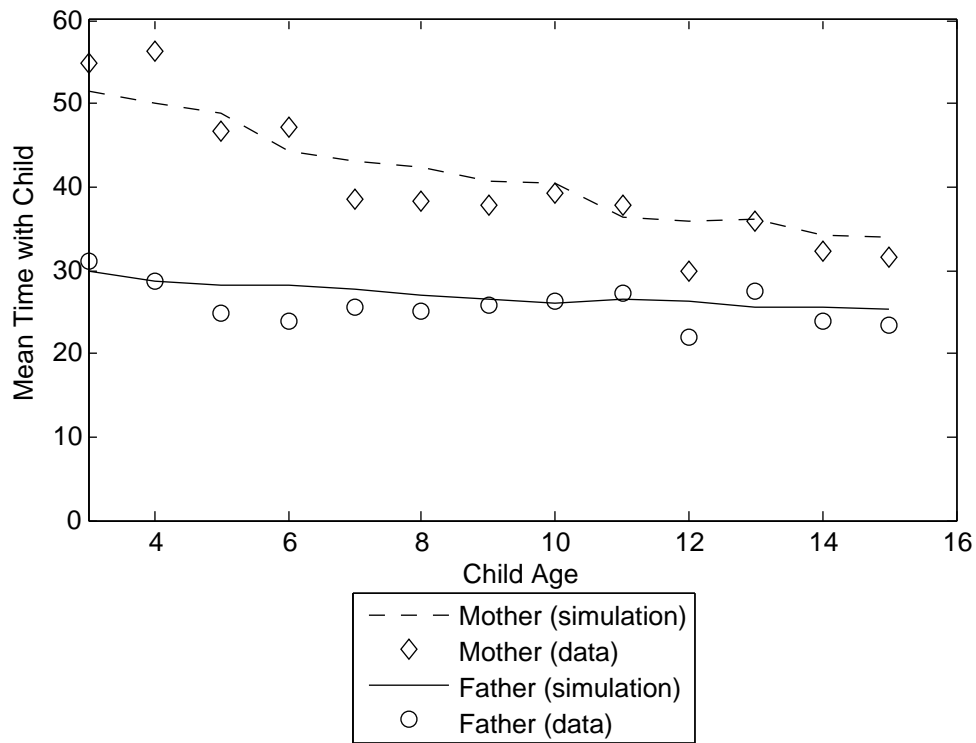 60
50
40
30
20
10
0
Mean Time with Child
4 6 8 10 12 14 16
Child Age
Mother (simulation)
Mother (data)
Father (simulation)
Father (data)